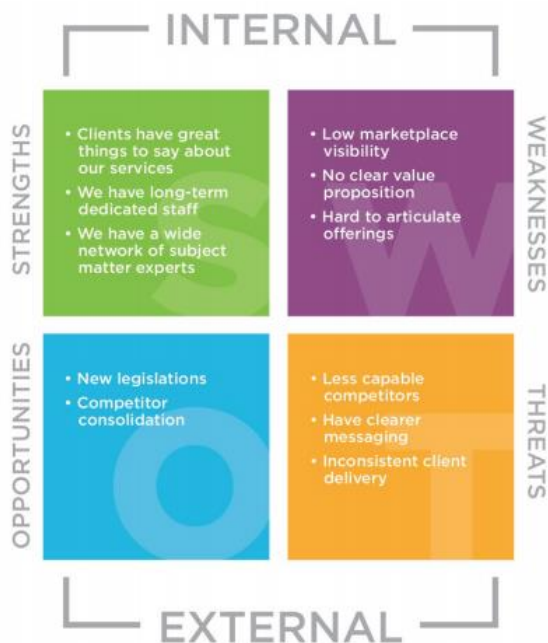 INTERNAL
STRENGTHS
• Clients have great
things to say about
our services
• We have long-term
dedicated staff
• We have a wide
network of subject
matter experts
S
• Low marketplace
visibility
• No clear value
proposition
• Hard to articulate
offerings
W
WEAKNESSES
OPPORTUNITIES
• New legislations
• Competitor
consolidation
O
• Less capable
competitors
• Have clearer
messaging
• Inconsistent client
delivery
T
THREATS
EXTERNAL